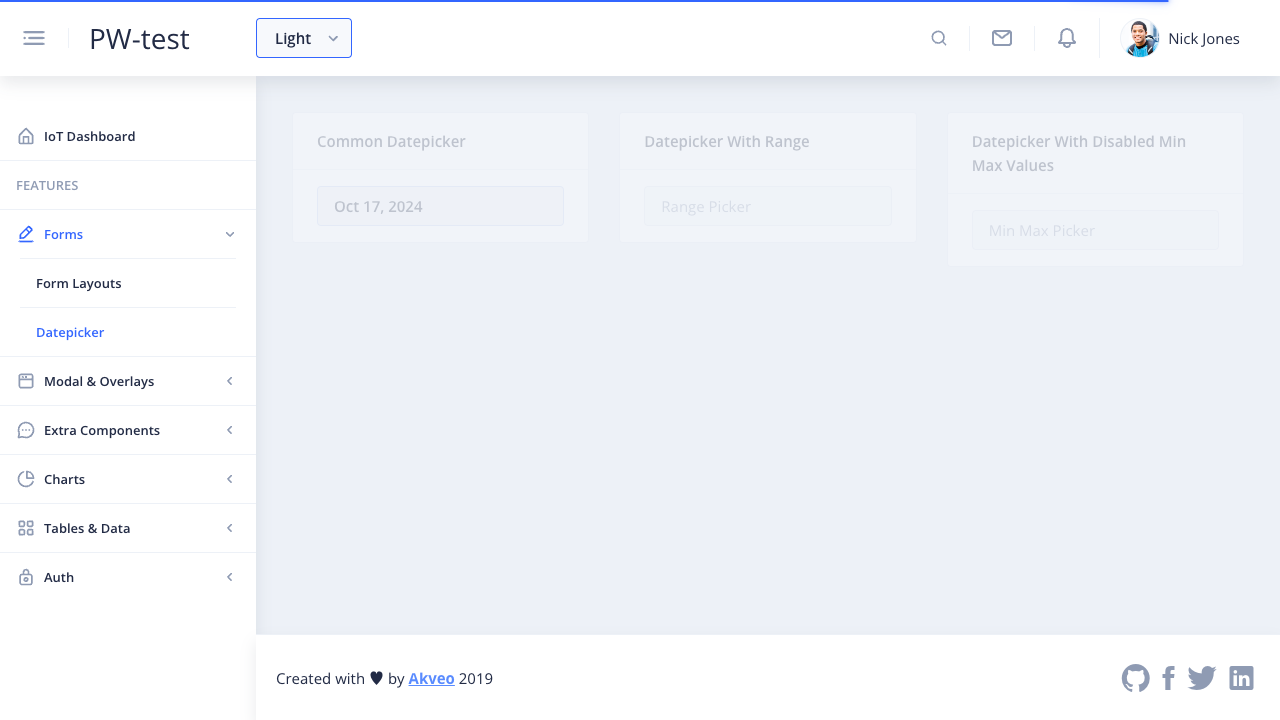 PW-test
Light
Nick Jones
IoT Dashboard
FEATURES
Forms
Form Layouts
Datepicker
Modal & Overlays
Extra Components
Charts
Tables & Data
Auth
Common Datepicker
Oct 17, 2024
Datepicker With Range
Range Picker
Datepicker With Disabled Min
Max Values
Min Max Picker
Created with ♥ by Akveo 2019